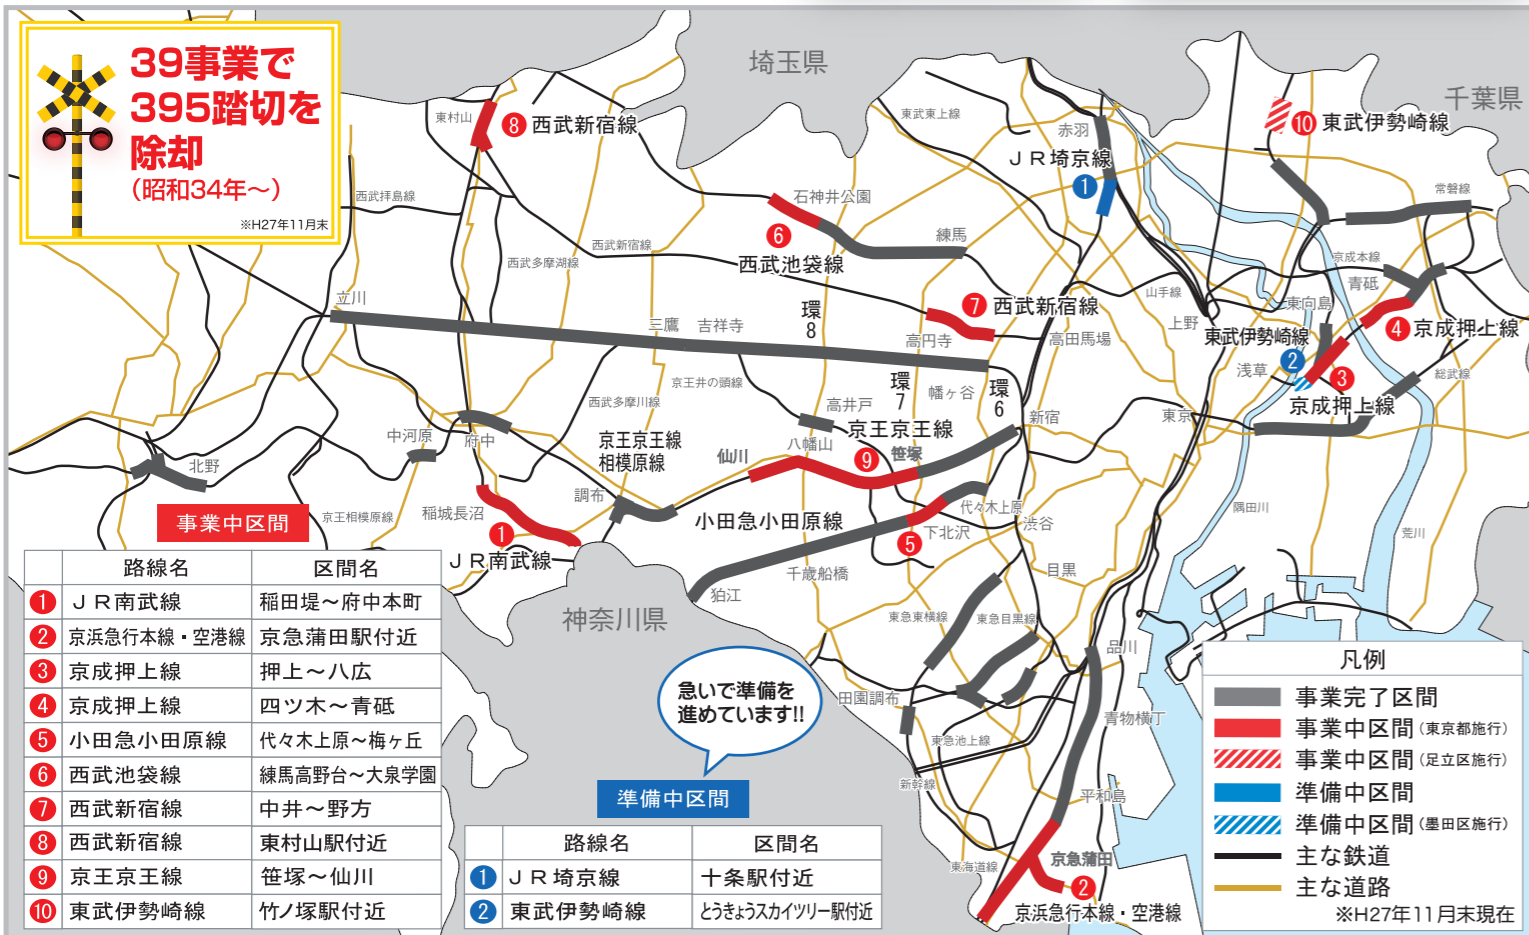 39事業で
395踏切を
除却
(昭和34年～)
※H27年11月末
埼玉県
千葉県
神奈川県
東村山
8 西武新宿線
東武東上線
赤羽
JR埼京線
1
10 東武伊勢崎線
常磐線
西武拝島線
石神井公園
6
西武池袋線
練馬
西武新宿線
西武多摩湖線
京成本線
青砥
山手線
東向島
立川
三鷹
吉祥寺
環8
7 西武新宿線
高円寺
高田馬場
上野
東武伊勢崎線
2
浅草
4 京成押上線
3
京成押上線
総武線
京王井の頭線
西武多摩川線
高井戸
環7
幡ヶ谷
環6
新宿
東京
中河原
府中
京王京王線
相模原線
仙川
八幡山
京王京王線
9
笹塚
北野
稲城長沼
調布
京王相模原線
1
JR南武線
小田急小田原線
代々木上原
下北沢
5
渋谷
隅田川
荒川
千歳船橋
狛江
目黒
東急東横線
東急目黒線
品川
田園調布
東急池上線
青物横丁
新幹線
平和島
東海道線
京急蒲田
2
京浜急行本線・空港線
事業中区間
路線名 区間名
1 JR南武線 稲田堤～府中本町
2 京浜急行本線・空港線 京急蒲田駅付近
3 京成押上線 押上～八広
4 京成押上線 四ツ木～青砥
5 小田急小田原線 代々木上原～梅ヶ丘
6 西武池袋線 練馬高野台～大泉学園
7 西武新宿線 中井～野方
8 西武新宿線 東村山駅付近
9 京王京王線 笹塚～仙川
10 東武伊勢崎線 竹ノ塚駅付近
急いで準備を
進めています!!
準備中区間
路線名 区間名
1 JR埼京線 十条駅付近
2 東武伊勢崎線 とうきょうスカイツリー駅付近
凡例
事業完了区間
事業中区間(東京都施行)
事業中区間(足立区施行)
準備中区間
準備中区間(墨田区施行)
主な鉄道
主な道路
※H27年11月末現在